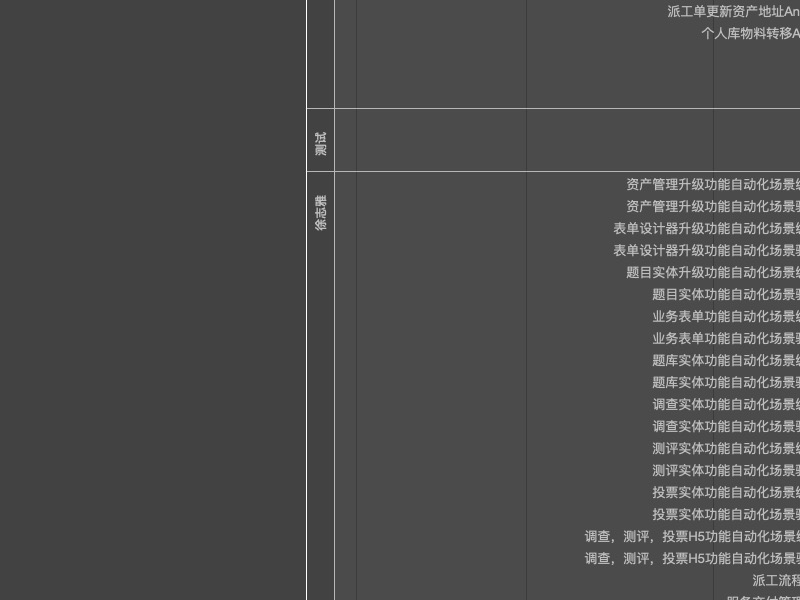 派工单更新资产地址An
个人库物料转移A
测试
徐志雅
资产管理升级功能自动化场景
资产管理升级功能自动化场景
表单设计器升级功能自动化场景
表单设计器升级功能自动化场景
题目实体升级功能自动化场景
题目实体功能自动化场景
业务表单功能自动化场景
业务表单功能自动化场景
题库实体功能自动化场景
题库实体功能自动化场景
调查实体功能自动化场景
调查实体功能自动化场景
测评实体功能自动化场景
测评实体功能自动化场景
投票实体功能自动化场景
投票实体功能自动化场景
调查，测评，投票H5功能自动化场景
调查，测评，投票H5功能自动化场景
派工流程